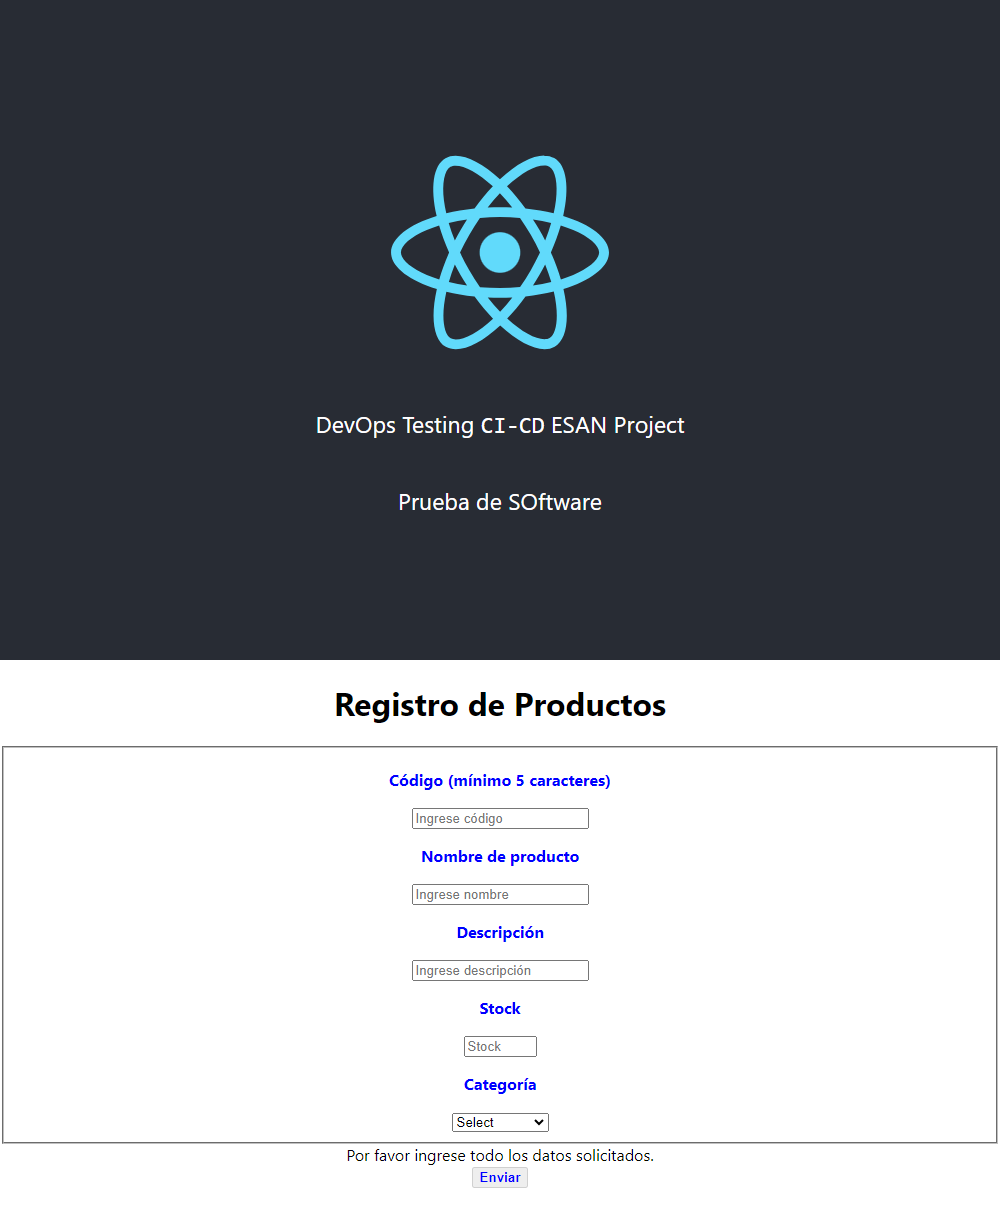 DevOps Testing CI-CD ESAN Project
Prueba de SOftware
Registro de Productos
Código (mínimo 5 caracteres)
Ingrese código
Nombre de producto
Ingrese nombre
Descripción
Ingrese descripción
Stock
Stock
Categoría
Select
Por favor ingrese todo los datos solicitados.
Enviar